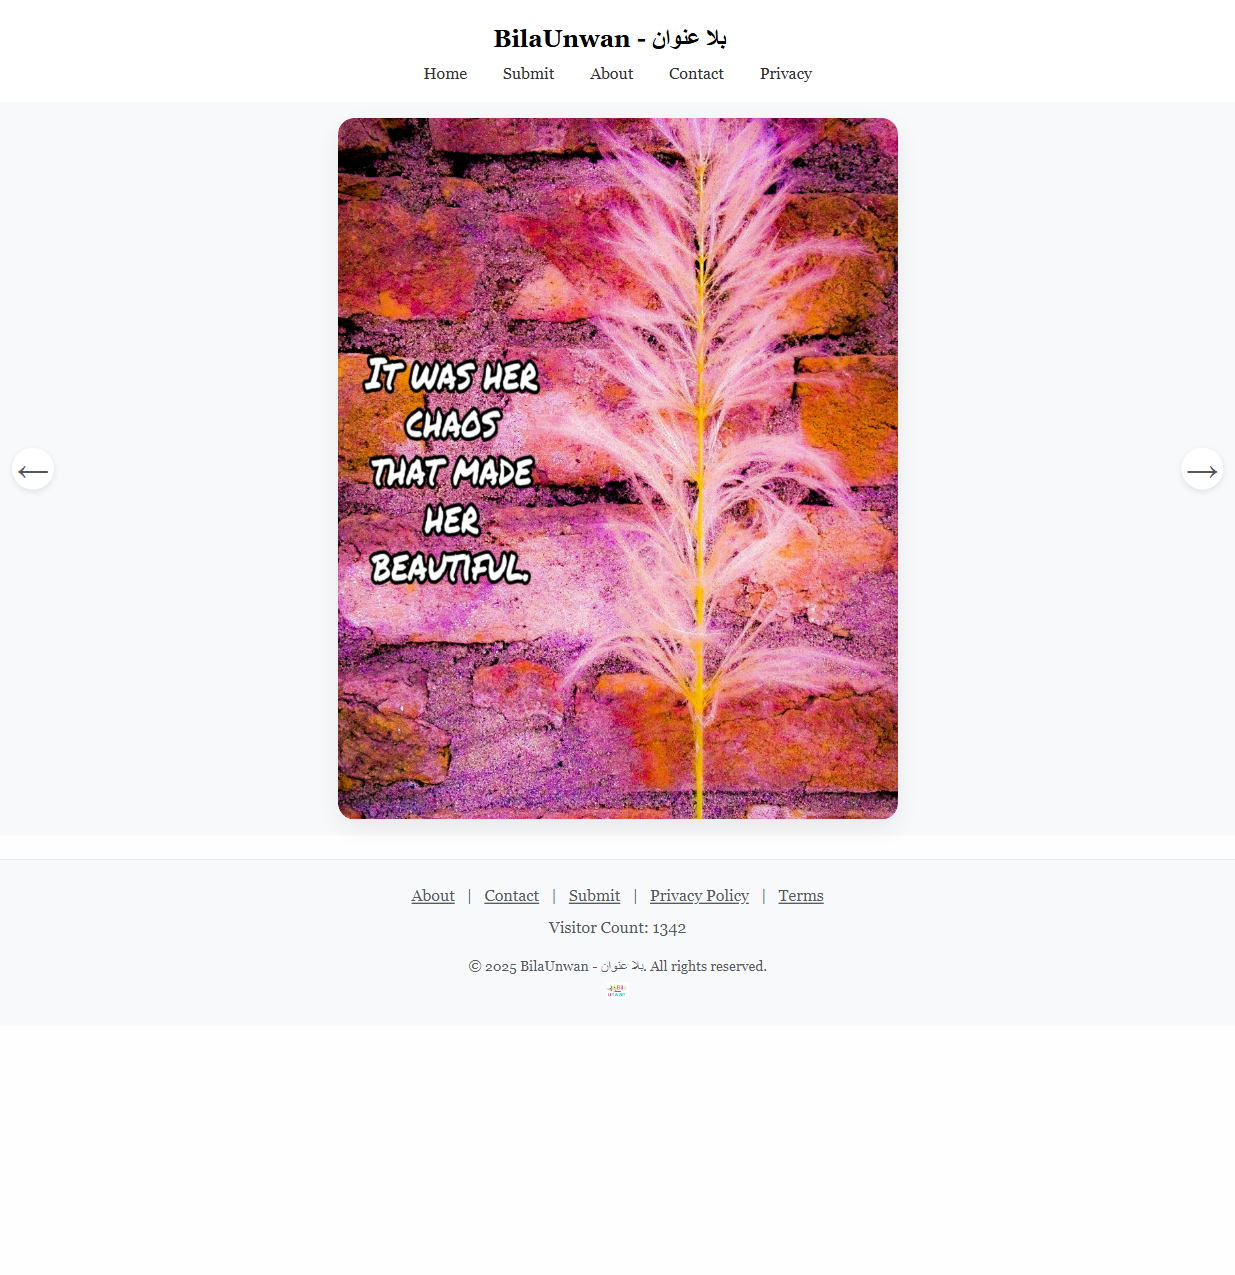 BilaUnwan - بلا عنوان
Home Submit About Contact Privacy
It was her
chaos
that made
her
beautiful.
←
→
About | Contact | Submit | Privacy Policy | Terms
Visitor Count: 1342
© 2025 BilaUnwan - بلا عنوان. All rights reserved.